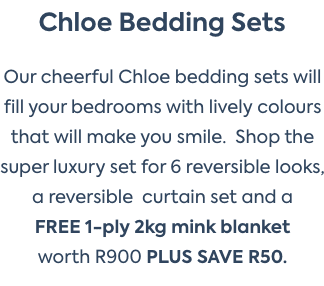 Chloe Bedding Sets
Our cheerful Chloe bedding sets will
fill your bedrooms with lively colours
that will make you smile.  Shop the
super luxury set for 6 reversible looks,
a reversible  curtain set and a
FREE 1-ply 2kg mink blanket
worth R900 PLUS SAVE R50.